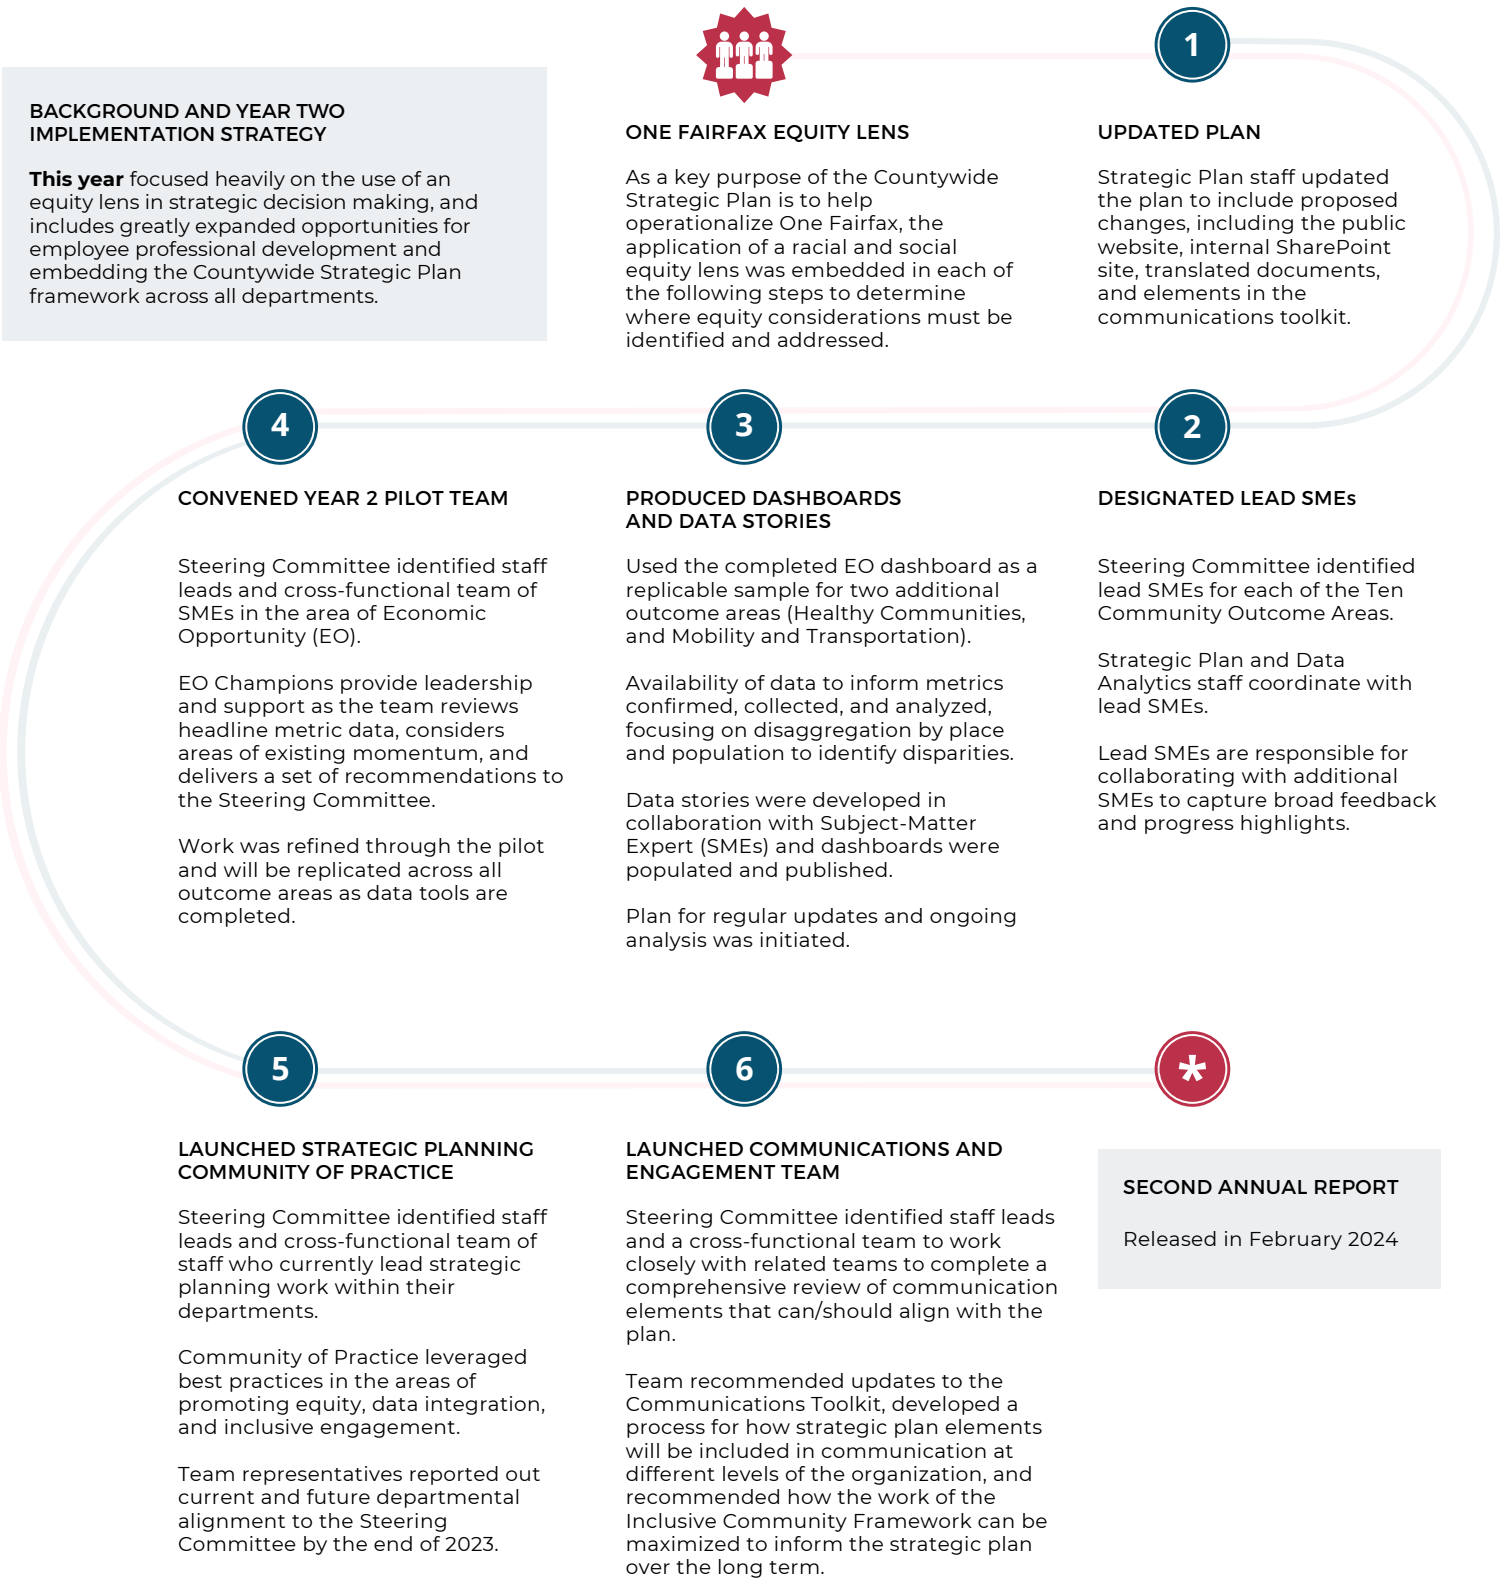 BACKGROUND AND YEAR TWO
IMPLEMENTATION STRATEGY
This year focused heavily on the use of an
equity lens in strategic decision making, and
includes greatly expanded opportunities for
employee professional development and
embedding the Countywide Strategic Plan
framework across all departments.
ONE FAIRFAX EQUITY LENS
As a key purpose of the Countywide
Strategic Plan is to help
operationalize One Fairfax, the
application of a racial and social
equity lens was embedded in each of
the following steps to determine
where equity considerations must be
identified and addressed.
1
UPDATED PLAN
Strategic Plan staff updated
the plan to include proposed
changes, including the public
website, internal SharePoint
site, translated documents,
and elements in the
communications toolkit.
2
DESIGNATED LEAD SMEs
Steering Committee identified
lead SMEs for each of the Ten
Community Outcome Areas.
Strategic Plan and Data
Analytics staff coordinate with
lead SMEs.
Lead SMEs are responsible for
collaborating with additional
SMEs to capture broad feedback
and progress highlights.
3
PRODUCED DASHBOARDS
AND DATA STORIES
Used the completed EO dashboard as a
replicable sample for two additional
outcome areas (Healthy Communities,
and Mobility and Transportation).
Availability of data to inform metrics
confirmed, collected, and analyzed,
focusing on disaggregation by place
and population to identify disparities.
Data stories were developed in
collaboration with Subject-Matter
Expert (SMEs) and dashboards were
populated and published.
Plan for regular updates and ongoing
analysis was initiated.
4
CONVENED YEAR 2 PILOT TEAM
Steering Committee identified staff
leads and cross-functional team of
SMEs in the area of Economic
Opportunity (EO).
EO Champions provide leadership
and support as the team reviews
headline metric data, considers
areas of existing momentum, and
delivers a set of recommendations to
the Steering Committee.
Work was refined through the pilot
and will be replicated across all
outcome areas as data tools are
completed.
5
LAUNCHED STRATEGIC PLANNING
COMMUNITY OF PRACTICE
Steering Committee identified staff
leads and cross-functional team of
staff who currently lead strategic
planning work within their
departments.
Community of Practice leveraged
best practices in the areas of
promoting equity, data integration,
and inclusive engagement.
Team representatives reported out
current and future departmental
alignment to the Steering
Committee by the end of 2023.
6
LAUNCHED COMMUNICATIONS AND
ENGAGEMENT TEAM
Steering Committee identified staff leads
and a cross-functional team to work
closely with related teams to complete a
comprehensive review of communication
elements that can/should align with the
plan.
Team recommended updates to the
Communications Toolkit, developed a
process for how strategic plan elements
will be included in communication at
different levels of the organization, and
recommended how the work of the
Inclusive Community Framework can be
maximized to inform the strategic plan
over the long term.
*
SECOND ANNUAL REPORT
Released in February 2024